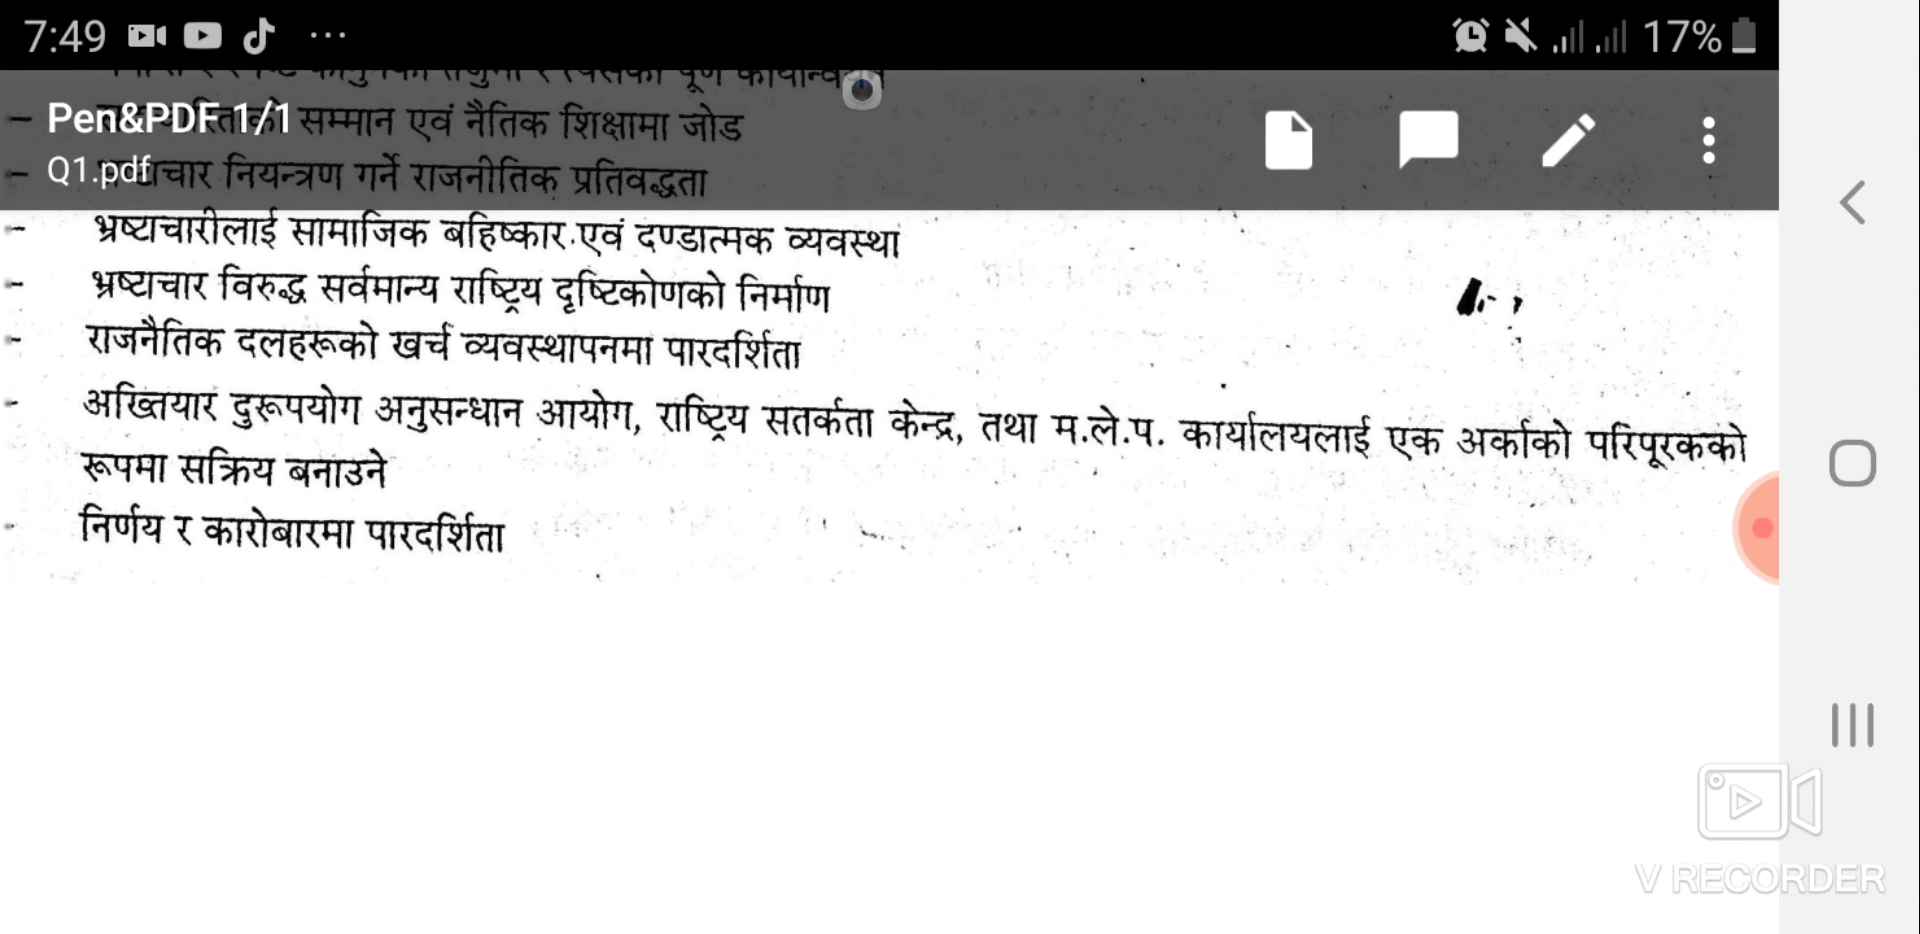 7:49 ... 17%
पूर्ण
Pen&PDF 1/1
सम्मान एवं नैतिक शिक्षामा जोड
Q1.pdf
नियन्त्रण गर्ने राजनीतिक प्रतिवद्धता
- भ्रष्टाचारीलाई सामाजिक बहिष्कार एवं दण्डात्मक व्यवस्था
- भ्रष्टाचार विरुद्ध सर्वमान्य राष्ट्रिय दृष्टिकोणको निर्माण
- राजनैतिक दलहरूको खर्च व्यवस्थापनमा पारदर्शिता
- अख्तियार दुरूपयोग अनुसन्धान आयोग, राष्ट्रिय सतर्कता केन्द्र, तथा म.ले.प. कार्यालयलाई एक अर्काको परिपूरकको
रूपमा सक्रिय बनाउने
- निर्णय र कारोबारमा पारदर्शिता
V RECORDER